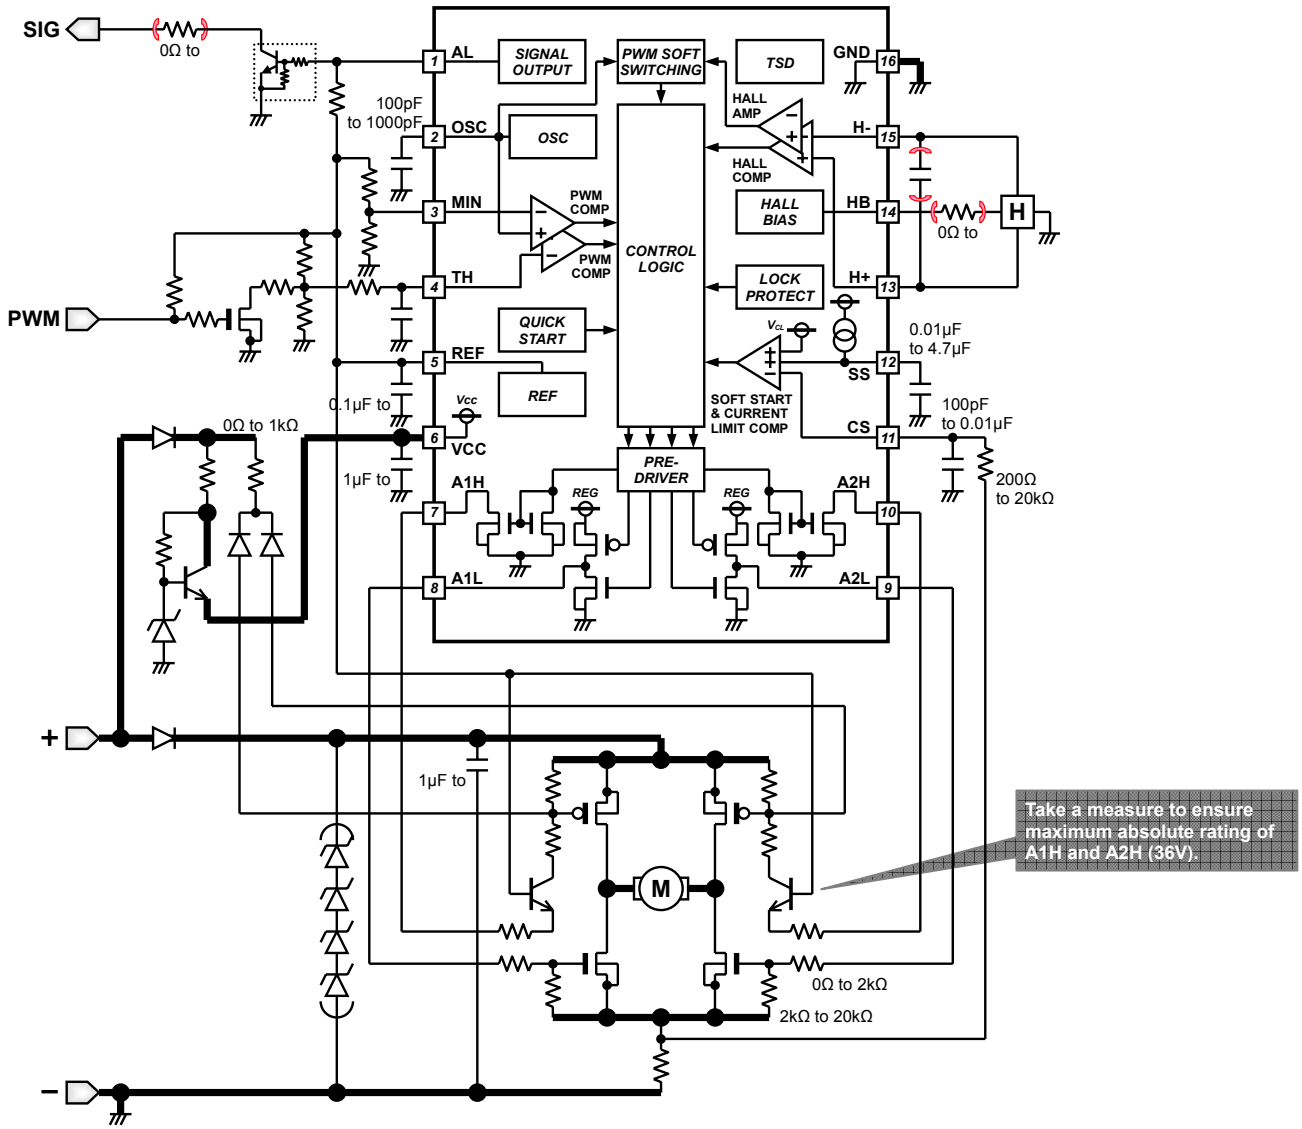 SIG
0Ω to
1
AL
SIGNAL
OUTPUT
PWM SOFT
SWITCHING
TSD
GND
16
100pF
to 1000pF
2
OSC
OSC
HALL
AMP
HALL
COMP
H-
15
3
MIN
PWM
COMP
PWM
COMP
CONTROL
LOGIC
HALL
BIAS
HB
14
0Ω to
H
4
TH
LOCK
PROTECT
H+
13
PWM
QUICK
START
VCL
0.01μF
to 4.7μF
5
REF
REF
SS
12
0.1μF to
SOFT START
& CURRENT
LIMIT COMP
100pF
to 0.01μF
0Ω to 1kΩ
Vcc
6
VCC
CS
11
1μF to
200Ω
to 20kΩ
PRE-
DRIVER
A1H
7
REG
REG
A2H
10
8
A1L
A2L
9
+
1μF to
Take a measure to ensure
maximum absolute rating of
A1H and A2H (36V).
M
0Ω to 2kΩ
2kΩ to 20kΩ
−